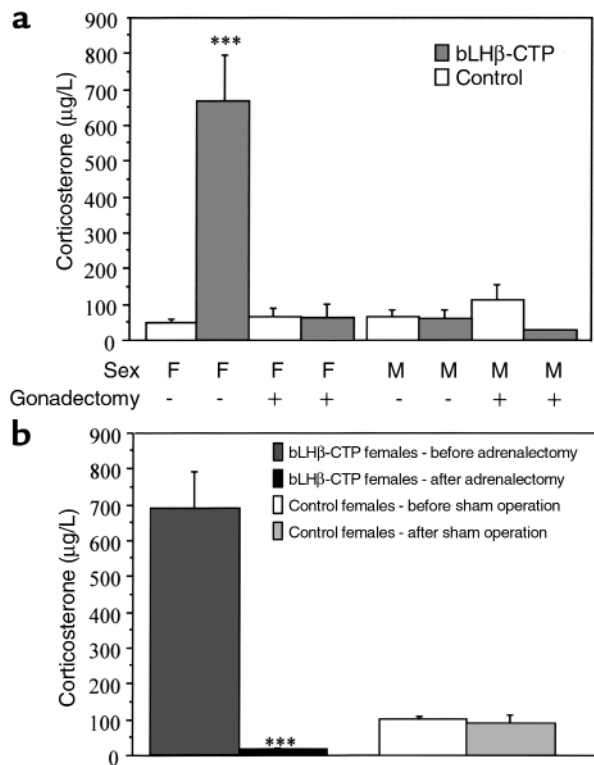 a
900
800
700
600
500
400
300
200
100
0
Corticosterone (μg/L)
***
bLHβ-CTP
Control
Sex F F F F M M M M
Gonadectomy - - + + - - + +
b
900
800
700
600
500
400
300
200
100
0
Corticosterone (μg/L)
bLHβ-CTP females - before adrenalectomy
bLHβ-CTP females - after adrenalectomy
Control females - before sham operation
Control females - after sham operation
***